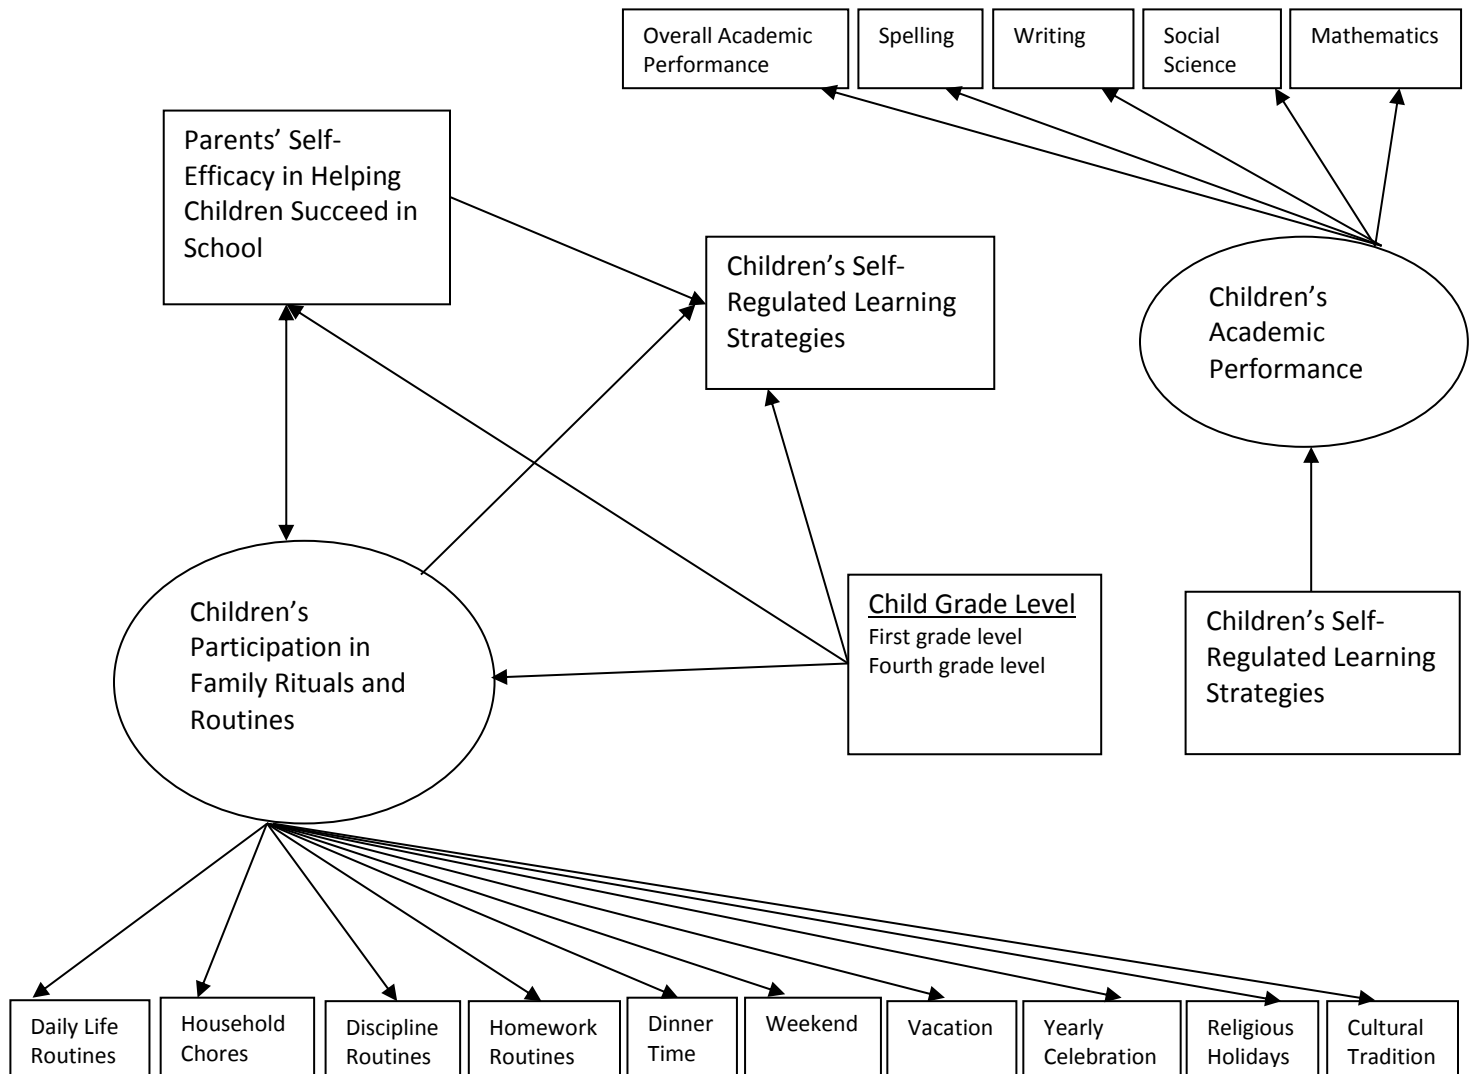 Overall Academic
Performance
Spelling
Writing
Social
Science
Mathematics
Parents’ Self-
Efficacy in Helping
Children Succeed in
School
Children’s Self-
Regulated Learning
Strategies
Children’s
Academic
Performance
Children’s
Participation in
Family Rituals and
Routines
Child Grade Level
First grade level
Fourth grade level
Children’s Self-
Regulated Learning
Strategies
Daily Life
Routines
Household
Chores
Discipline
Routines
Homework
Routines
Dinner
Time
Weekend
Vacation
Yearly
Celebration
Religious
Holidays
Cultural
Tradition